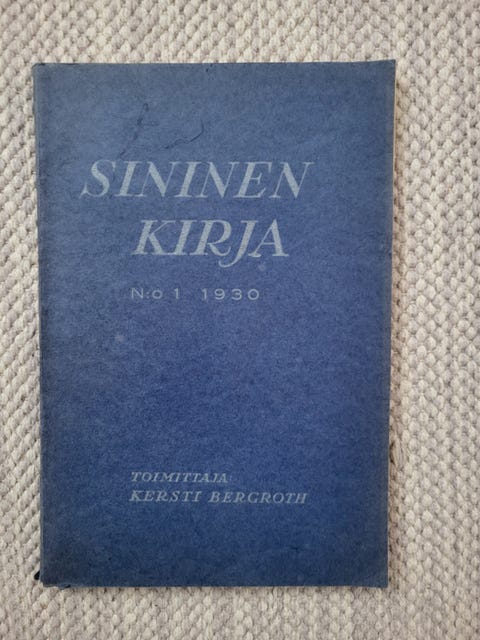 SININEN
KIRJA
N:o 1 1930
TOIMITTAJA:
KERSTI BERGROTH